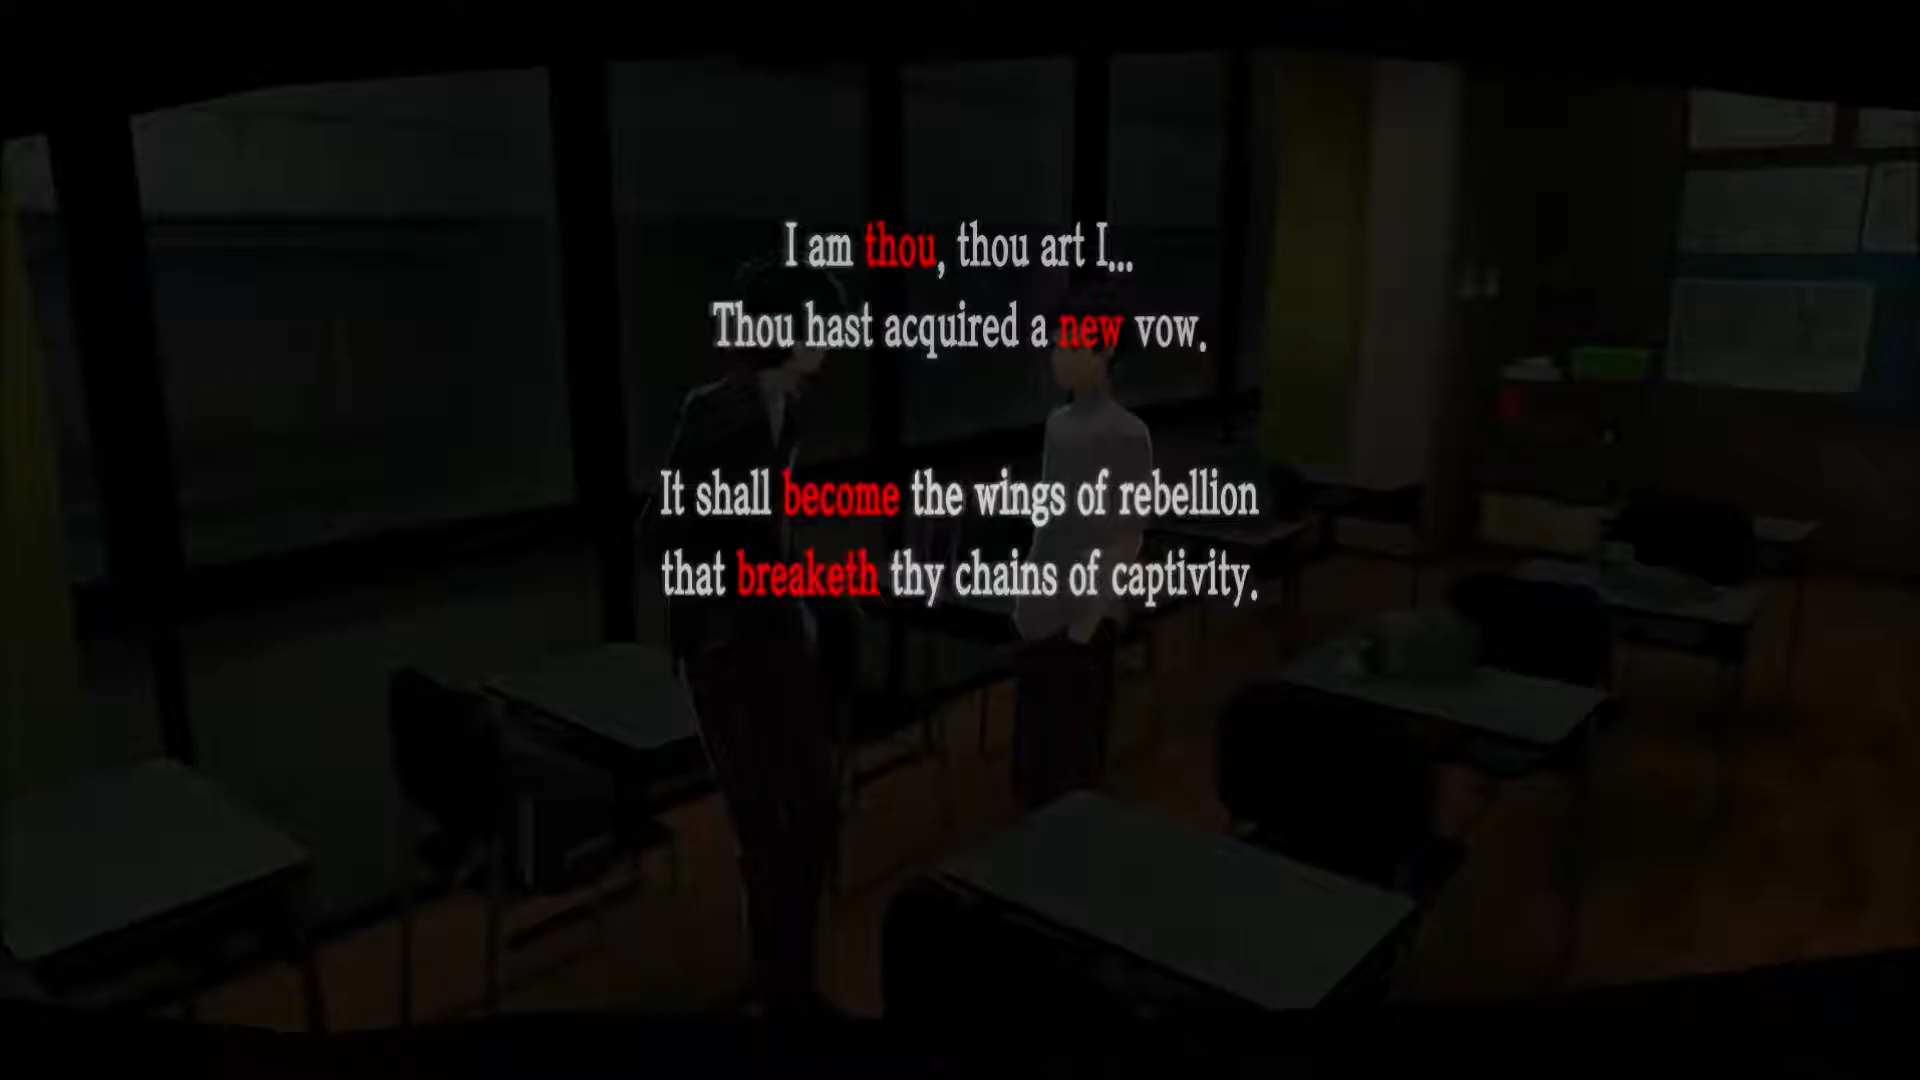 I am thou, thou art I...
Thou hast acquired a new vow.
It shall become the wings of rebellion
that breaketh thy chains of captivity.